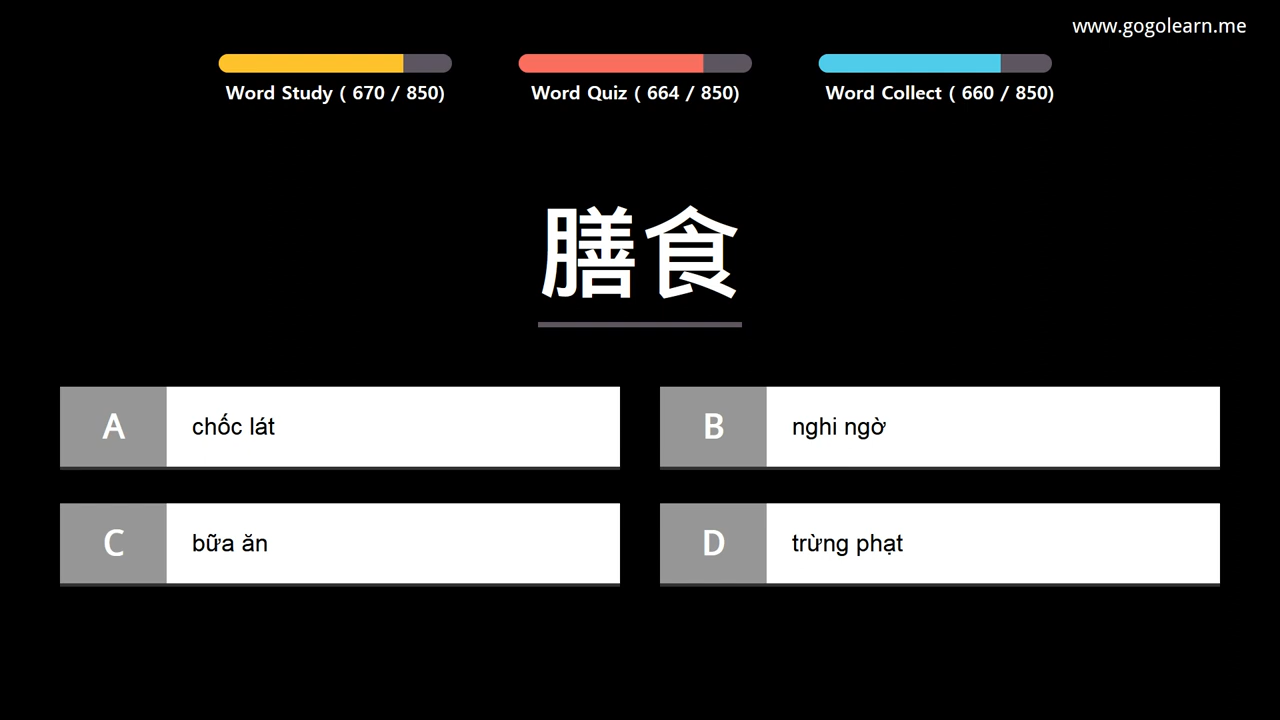 www.gogolearn.me
Word Study ( 670 / 850)
Word Quiz ( 664 / 850)
Word Collect ( 660 / 850)
膳食
A chốc lát
B nghi ngờ
C bữa ăn
D trừng phạt